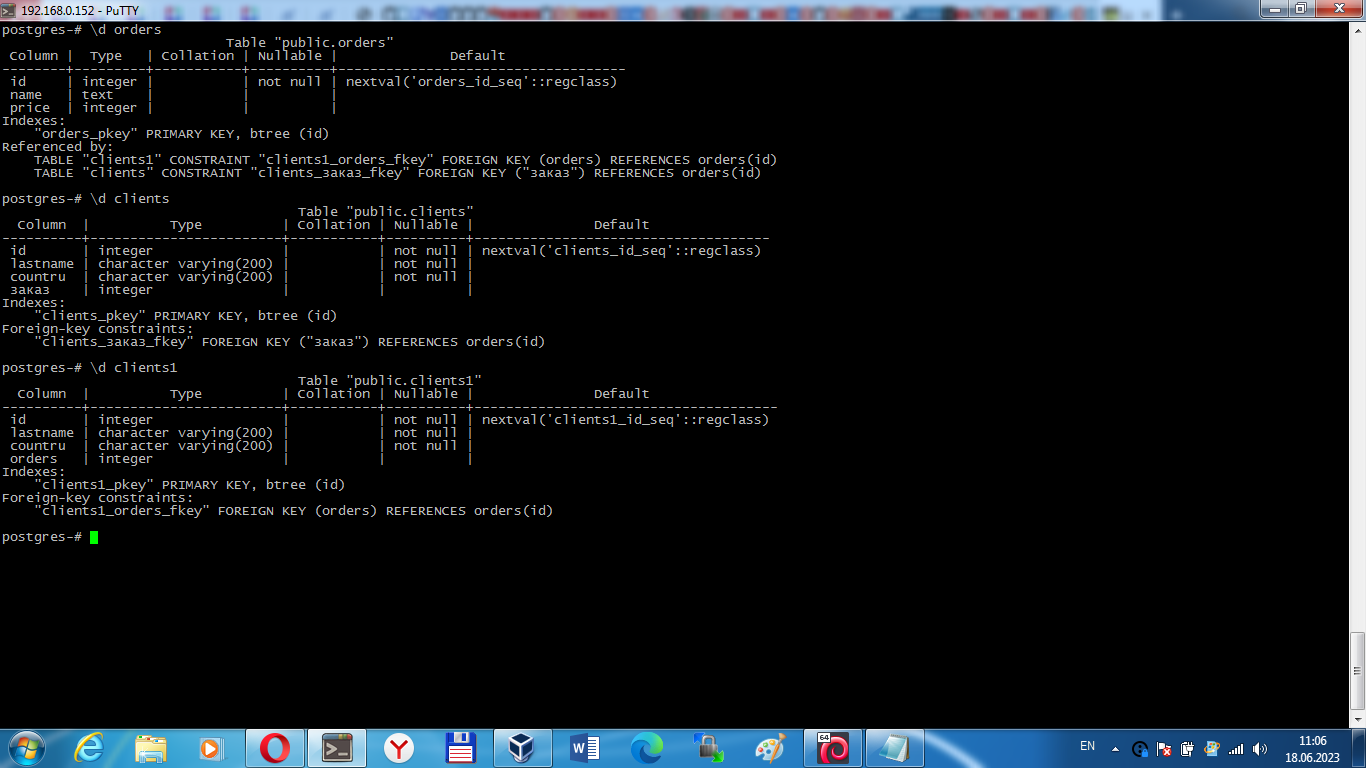 192.168.0.152 - PuTTY
postgres-# \d orders
                            Table "public.orders"
 Column |  Type   | Collation | Nullable |              Default
--------+---------+-----------+----------+------------------------------------
 id     | integer |           | not null | nextval('orders_id_seq'::regclass)
 name   | text    |           |          |
 price  | integer |           |          |
Indexes:
    "orders_pkey" PRIMARY KEY, btree (id)
Referenced by:
    TABLE "clients1" CONSTRAINT "clients1_orders_fkey" FOREIGN KEY (orders) REFERENCES orders(id)
    TABLE "clients" CONSTRAINT "clients_заказ_fkey" FOREIGN KEY ("заказ") REFERENCES orders(id)
postgres-# \d clients
                                     Table "public.clients"
  Column  |          Type          | Collation | Nullable |               Default
----------+------------------------+-----------+----------+-------------------------------------
 id       | integer                |           | not null | nextval('clients_id_seq'::regclass)
 lastname | character varying(200) |           | not null |
 countru  | character varying(200) |           | not null |
 заказ    | integer                |           |          |
Indexes:
    "clients_pkey" PRIMARY KEY, btree (id)
Foreign-key constraints:
    "clients_заказ_fkey" FOREIGN KEY ("заказ") REFERENCES orders(id)
postgres-# \d clients1
                                     Table "public.clients1"
  Column  |          Type          | Collation | Nullable |               Default
----------+------------------------+-----------+----------+--------------------------------------
 id       | integer                |           | not null | nextval('clients1_id_seq'::regclass)
 lastname | character varying(200) |           | not null |
 countru  | character varying(200) |           | not null |
 orders   | integer                |           |          |
Indexes:
    "clients1_pkey" PRIMARY KEY, btree (id)
Foreign-key constraints:
    "clients1_orders_fkey" FOREIGN KEY (orders) REFERENCES orders(id)
postgres-#
64
EN
11:06
18.06.2023